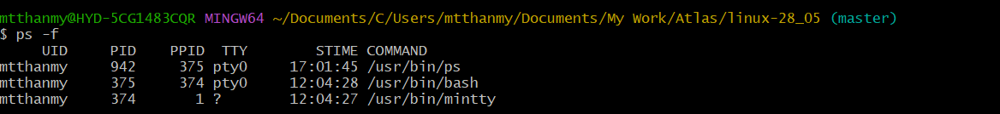 mtthanmy@HYD-5CG1483CQR MINGW64 ~/Documents/C/Users/mtthanmy/Documents/My Work/Atlas/linux-28_05 (master)
$ ps -f
UID PID PPID TTY STIME COMMAND
mtthanmy 942 375 pty0 17:01:45 /usr/bin/ps
mtthanmy 375 374 pty0 12:04:28 /usr/bin/bash
mtthanmy 374 1 ? 12:04:27 /usr/bin/mintty